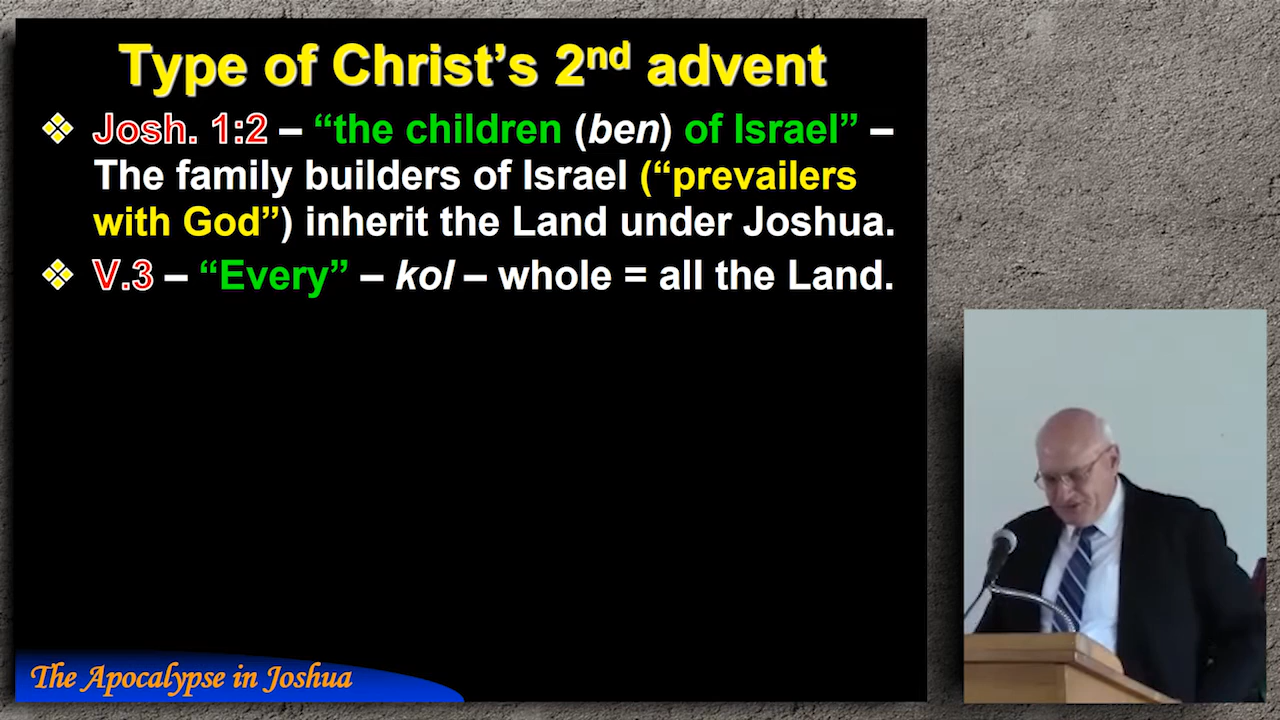 Type of Christ’s 2nd advent
❖ Josh. 1:2 – “the children (ben) of Israel” –
The family builders of Israel (“prevailers
with God”) inherit the Land under Joshua.
❖ V.3 – “Every” – kol – whole = all the Land.
The Apocalypse in Joshua